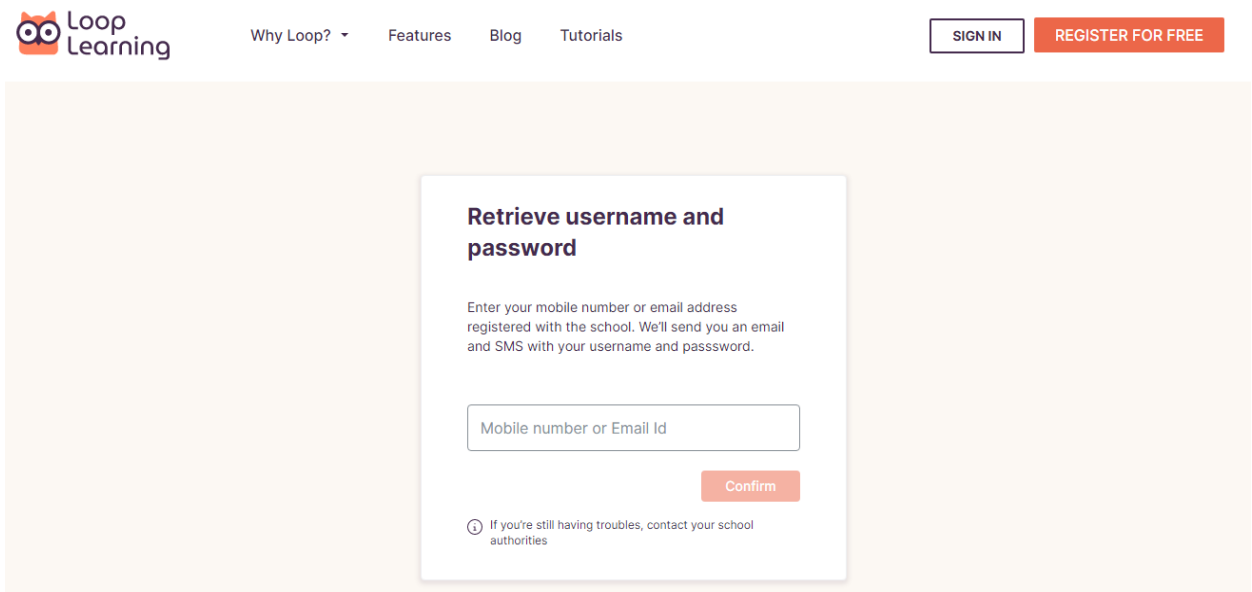 Loop
Learning
Why Loop?
Features
Blog
Tutorials
SIGN IN
REGISTER FOR FREE
Retrieve username and
password
Enter your mobile number or email address
registered with the school. We'll send you an email
and SMS with your username and passsword.
Mobile number or Email Id
Confirm
If you're still having troubles, contact your school
authorities